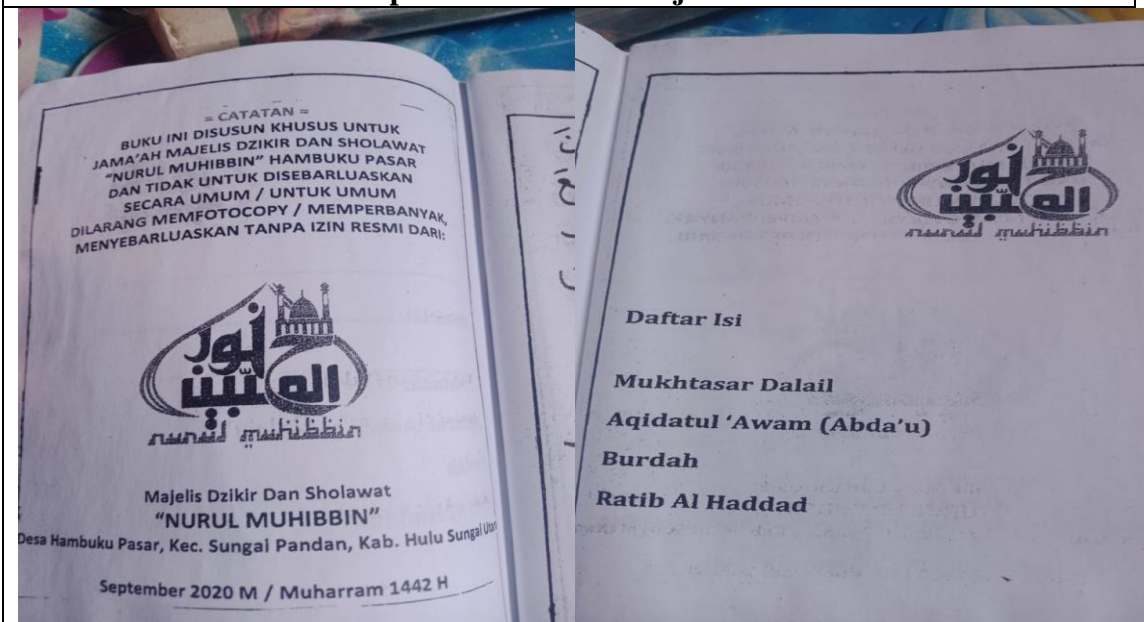 = CATATAN =
BUKU INI DISUSUN KHUSUS UNTUK
JAMA'AH MAJELIS DZIKIR DAN SHOLAWAT
"NURUL MUHIBBIN" HAMBUKU PASAR
DAN TIDAK UNTUK DISEBARLUASKAN
SECARA UMUM / UNTUK UMUM
DILARANG MEMFOTOCOPY / MEMPERBANYAK,
MENYEBARLUASKAN TANPA IZIN RESMI DARI:
نور
المحبين
nurul muhibbin
Majelis Dzikir Dan Sholawat
"NURUL MUHIBBIN"
Desa Hambuku Pasar, Kec. Sungai Pandan, Kab. Hulu Sungai Utara
September 2020 M / Muharram 1442 H
نور
المحبين
nurul muhibbin
Daftar Isi
Mukhtasar Dalail
Aqidatul 'Awam (Abda'u)
Burdah
Ratib Al Haddad